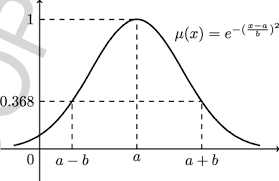 1
μ(x) = e^{-(\frac{x-a}{b})^2}
0.368
0 a − b a a + b